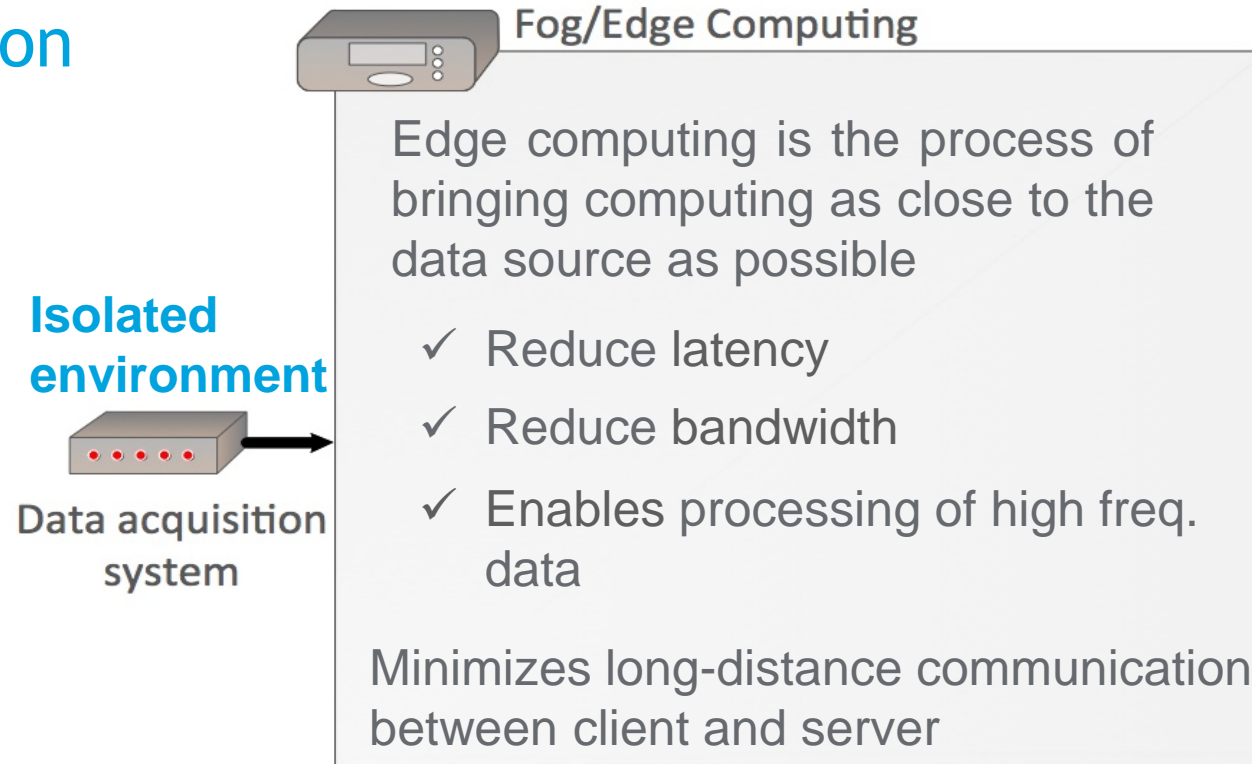 on
Fog/Edge Computing
Edge computing is the process of
bringing computing as close to the
data source as possible
Isolated
environment
✓ Reduce latency
✓ Reduce bandwidth
✓ Enables processing of high freq.
data
Data acquisition
system
Minimizes long-distance communication
between client and server